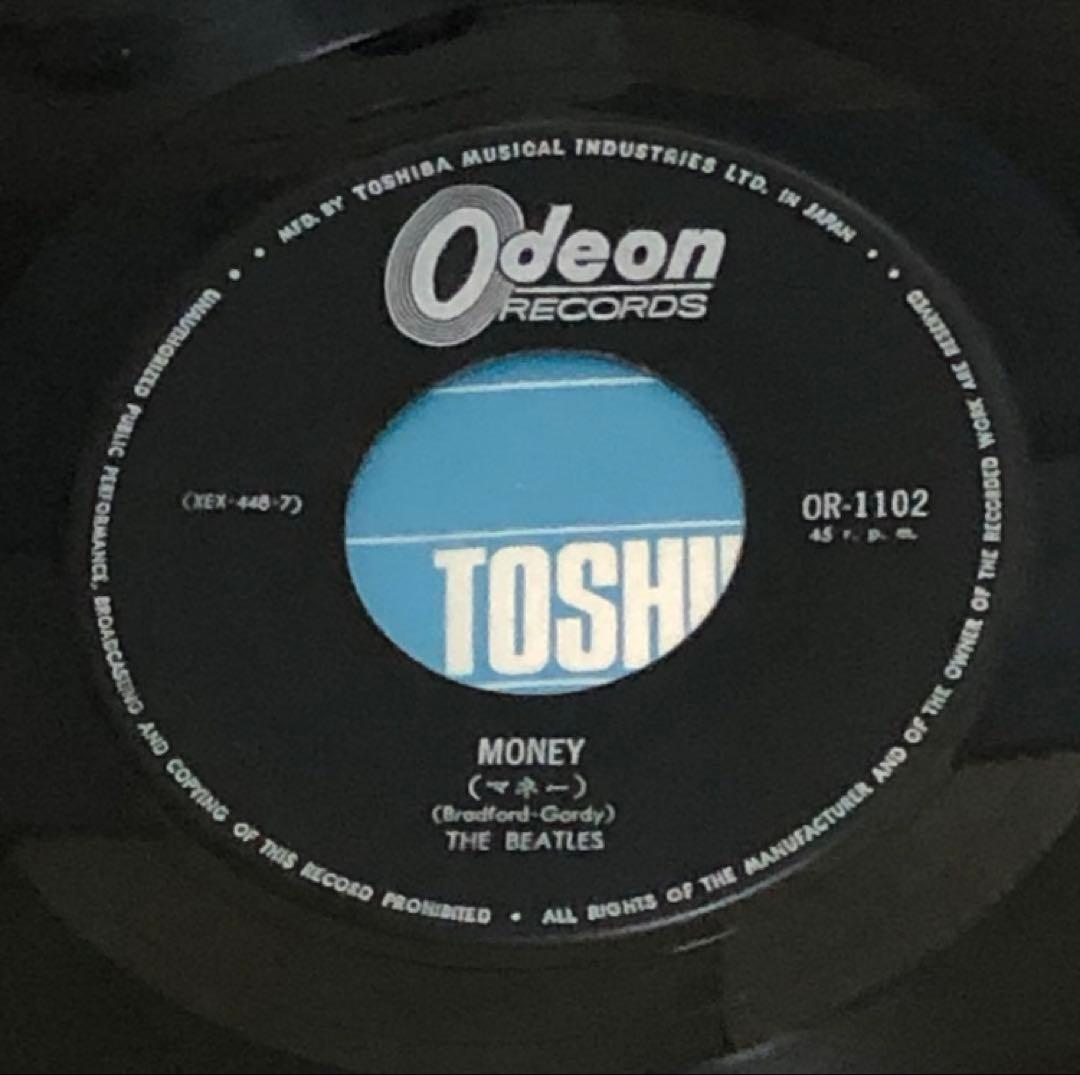 MFD. BY TOSHIBA MUSICAL INDUSTRIES LTD. IN JAPAN
Odeon
RECORDS
(XEX-448-7)
OR-1102
45 r. p. m.
TOSHI
MONEY
(マネー)
(Bradford-Gordy)
THE BEATLES
UNAUTHORIZED PUBLIC PERFORMANCE, BROADCASTING AND COPYING OF THIS RECORD PROHIBITED • ALL RIGHTS OF THE MANUFACTURER AND OF THE OWNER OF THE RECORDED WORK ARE RESERVED